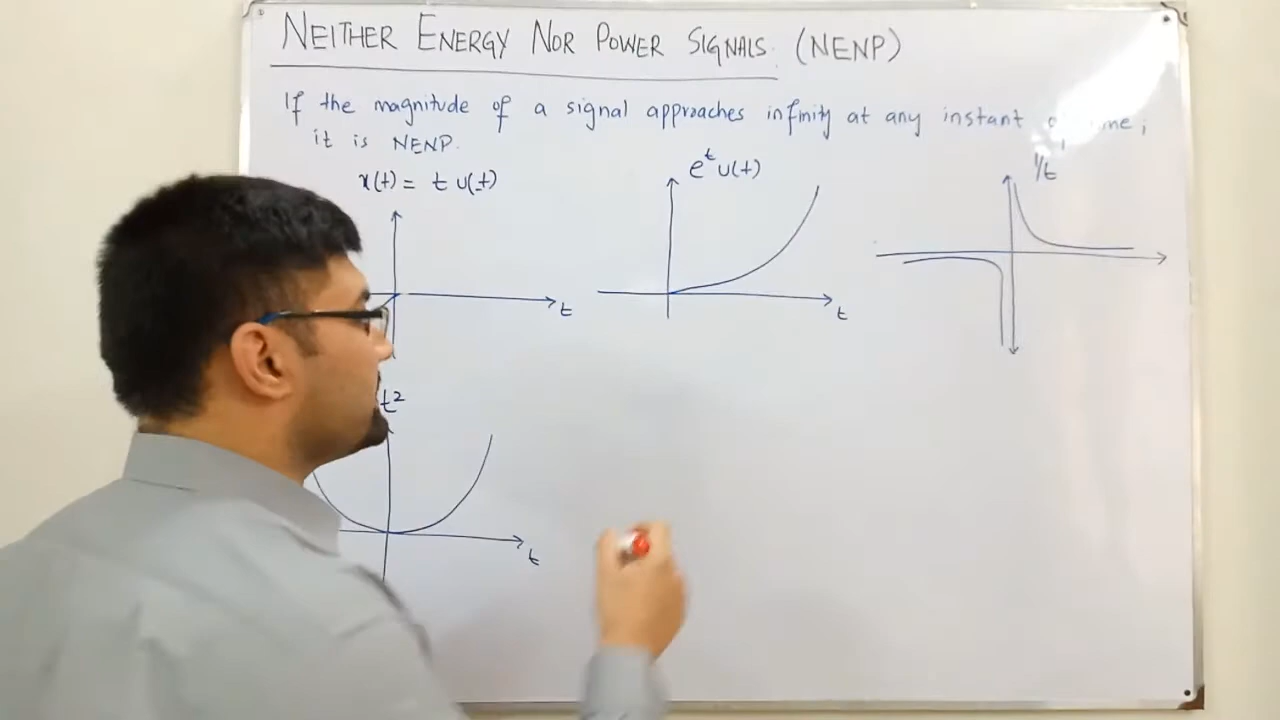 NEITHER ENERGY NOR POWER SIGNALS. (NENP)
If the magnitude of a signal approaches infinity at any instant of time;
it is NENP.
x(t) = t u(-t)
t
e^t u(t)
t
1/t
t²
t